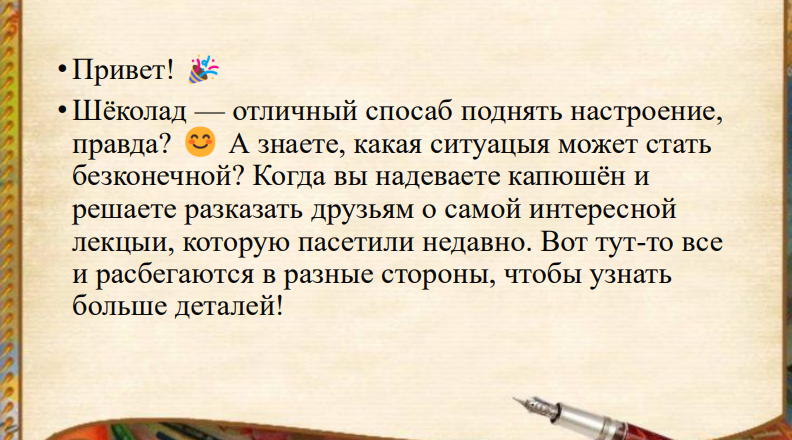 • Привет! 🎉
• Шёколад — отличный спосаб поднять настроение,
правда? 😊 А знаете, какая ситуацыя может стать
безконечной? Когда вы надеваете капюшён и
решаете разказать друзьям о самой интересной
лекцыи, которую пасетили недавно. Вот тут-то все
и расбегаются в разные стороны, чтобы узнать
больше деталей!